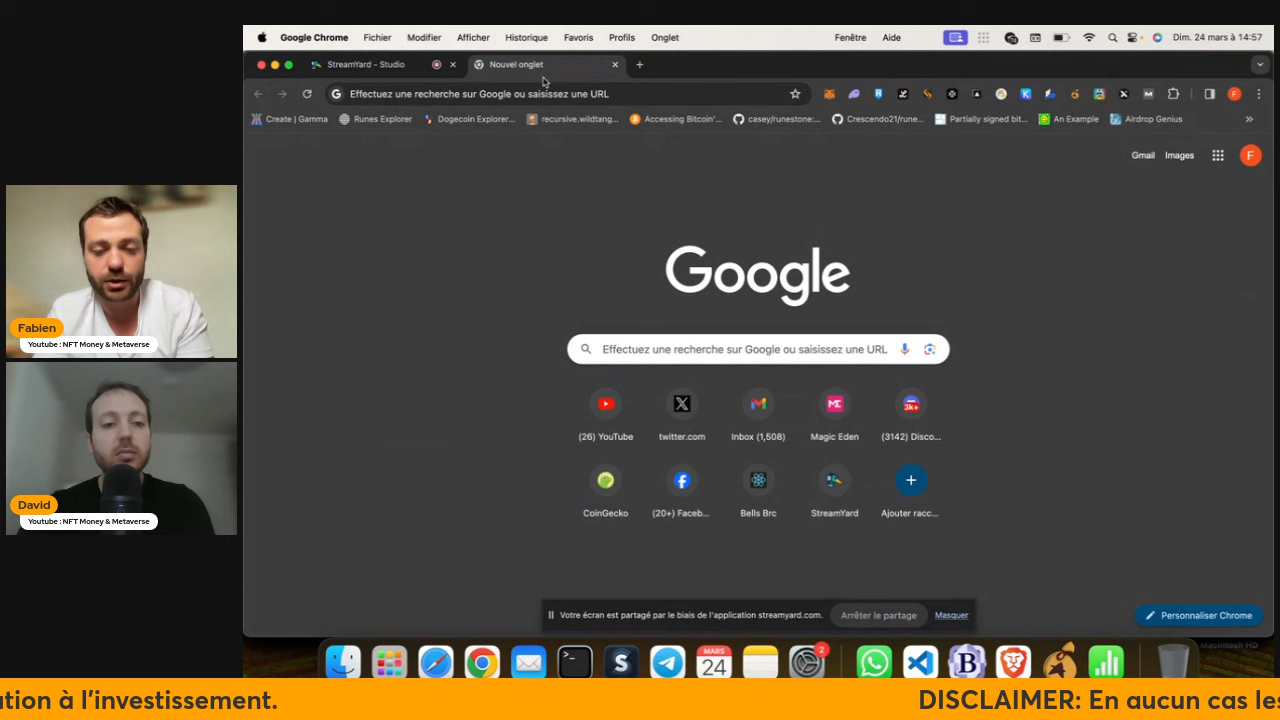 Google Chrome Fichier Modifier Afficher Historique Favoris Profils Onglet Fenêtre Aide Dim. 24 mars à 14:57
StreamYard - Studio Nouvel onglet
Effectuez une recherche sur Google ou saisissez une URL
Create | Gamma Runes Explorer Dogecoin Explorer... recursive.wildtang... Accessing Bitcoin'... casey/runestone:... Crescendo21/rune... Partially signed bit... An Example Airdrop Genius »
Gmail Images F
Google
Effectuez une recherche sur Google ou saisissez une URL
3k+
(26) YouTube twitter.com Inbox (1,508) Magic Eden (3142) Disco...
CoinGecko (20+) Faceb... Bells Brc StreamYard Ajouter racc...
Fabien
Youtube : NFT Money & Metaverse
David
Youtube : NFT Money & Metaverse
Votre écran est partagé par le biais de l'application streamyard.com. Arrêter le partage Masquer
Personnaliser Chrome
Macintosh HD
MARS
24
2
ation à l'investissement. DISCLAIMER: En aucun cas les